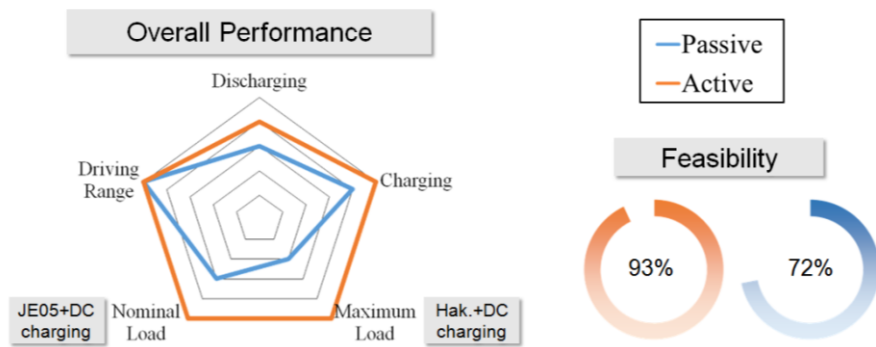 Overall Performance
Discharging
Driving
Range
Charging
Nominal
Load
Maximum
Load
JE05+DC
charging
Hak.+DC
charging
Passive
Active
Feasibility
93%
72%